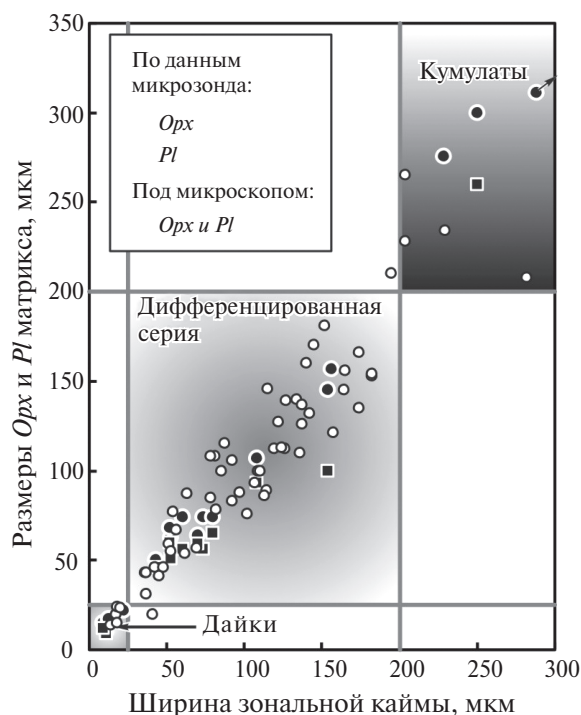 350
300
250
200
150
100
50
0
Размеры Opx и Pl матрикса, мкм
По данным
микрозонда:
Opx
Pl
Под микроскопом:
Opx и Pl
Кумулаты
Дифференцированная
серия
Дайки
0 50 100 150 200 250 300
Ширина зональной каймы, мкм